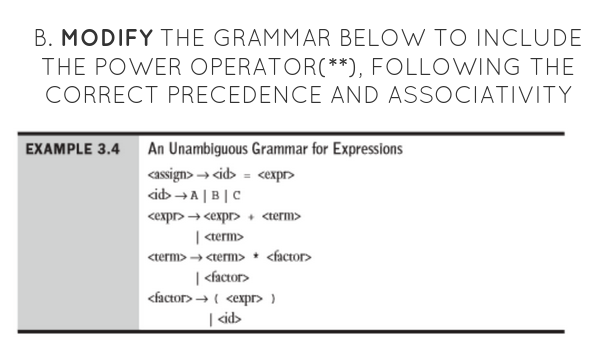 B. MODIFY THE GRAMMAR BELOW TO INCLUDE
THE POWER OPERATOR(**), FOLLOWING THE
CORRECT PRECEDENCE AND ASSOCIATIVITY
EXAMPLE 3.4 An Unambiguous Grammar for Expressions
<assign> → <id> = <expr>
<id> → A | B | C
<expr> → <expr> + <term>
| <term>
<term> → <term> * <factor>
| <factor>
<factor> → ( <expr> )
| <id>